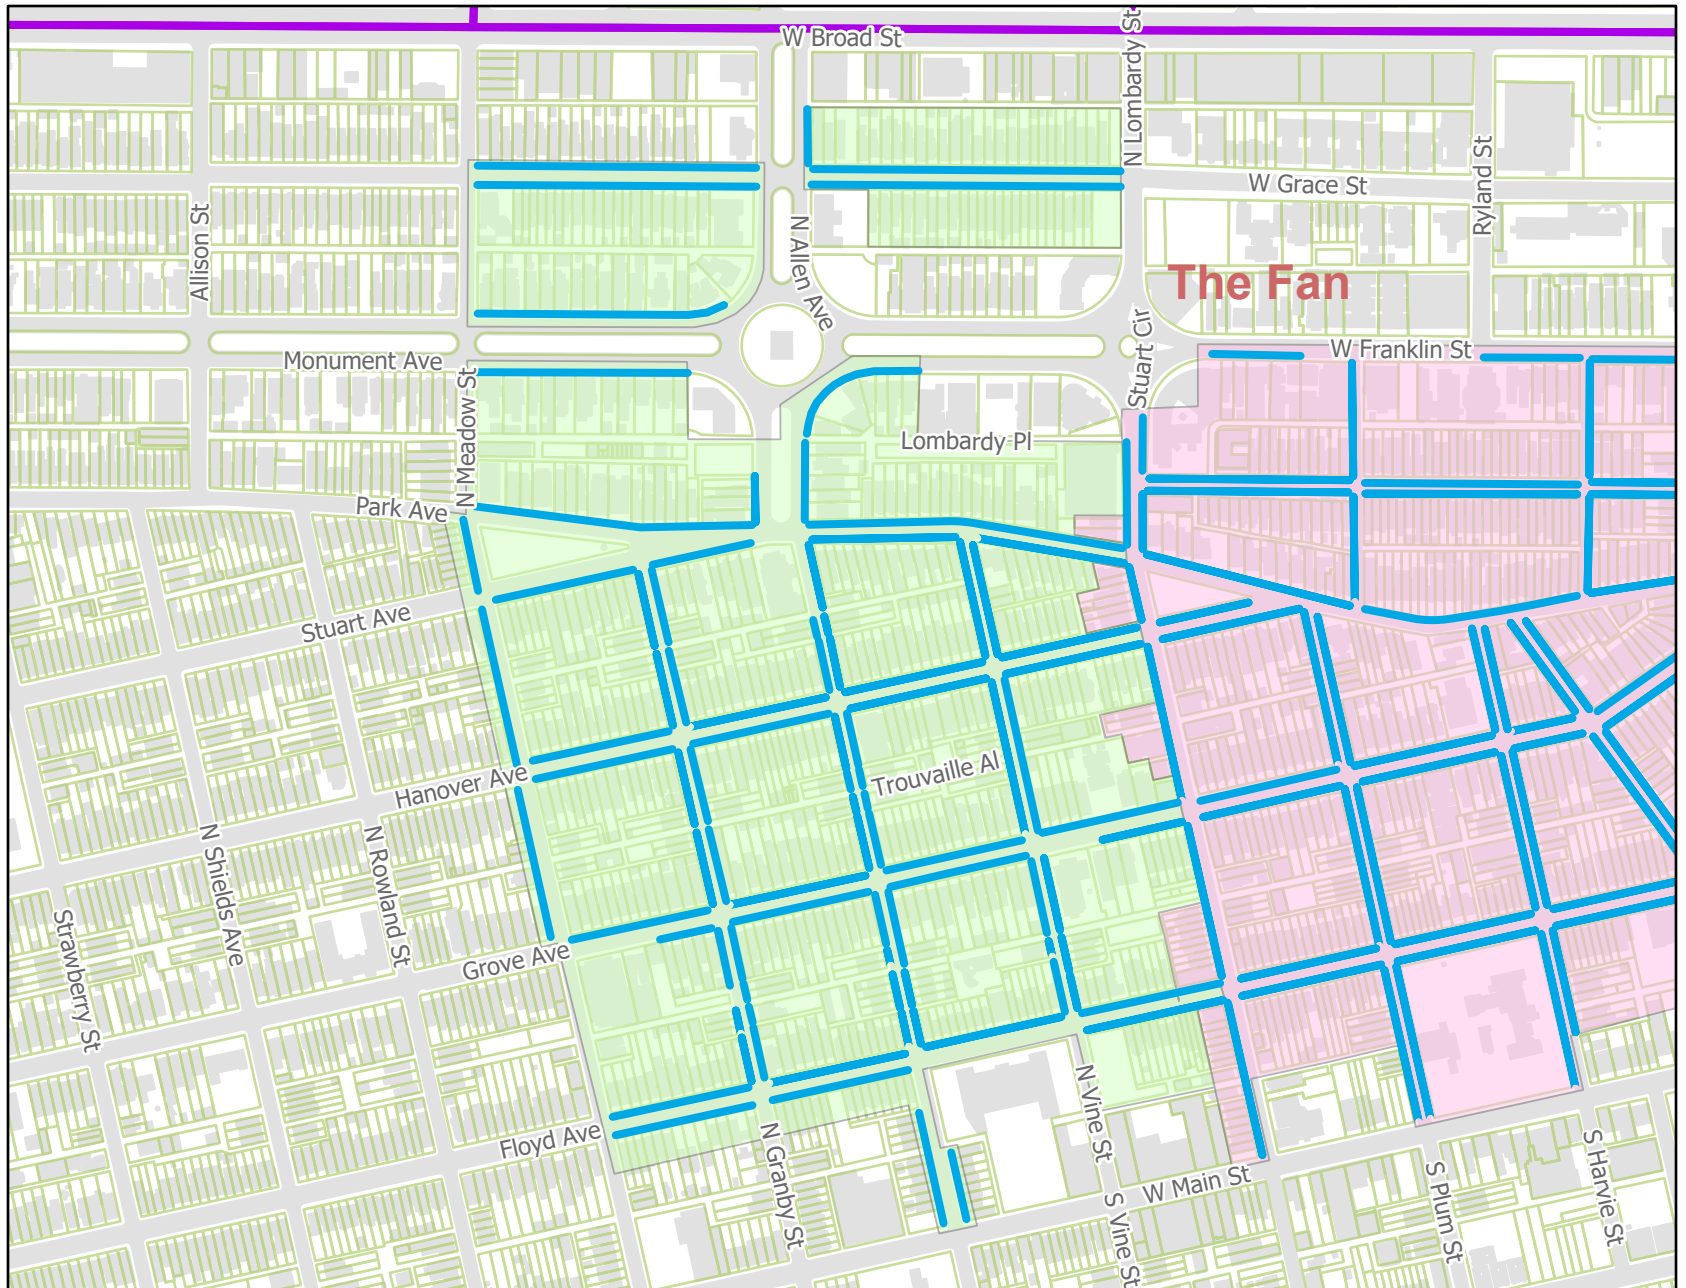 W Broad St
N Lombardy St
Ryland St
W Grace St
Allison St
N Allen Ave
The Fan
Stuart Cir
W Franklin St
Monument Ave
N Meadow St
Lombardy Pl
Park Ave
Stuart Ave
Trouvaille Al
Hanover Ave
N Shields Ave
N Rowland St
Strawberry St
Grove Ave
N Vine St
Floyd Ave
N Granby St
W Main St
S Harvie St
S Plum St
S Vine St